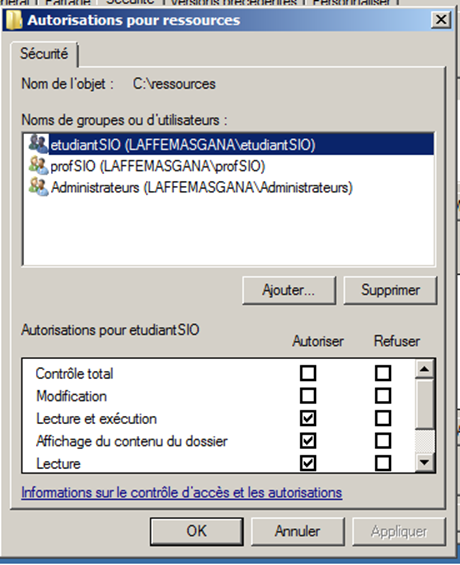 Général Partage Sécurité Versions précédentes Personnaliser
Autorisations pour ressources
Sécurité
Nom de l'objet : C:\ressources
Noms de groupes ou d'utilisateurs :
etudiantSIO (LAFFEMASGANA\etudiantSIO)
profSIO (LAFFEMASGANA\profSIO)
Administrateurs (LAFFEMASGANA\Administrateurs)
Ajouter... Supprimer
Autorisations pour etudiantSIO Autoriser Refuser
Contrôle total
Modification
Lecture et exécution
Affichage du contenu du dossier
Lecture
Informations sur le contrôle d'accès et les autorisations
OK Annuler Appliquer